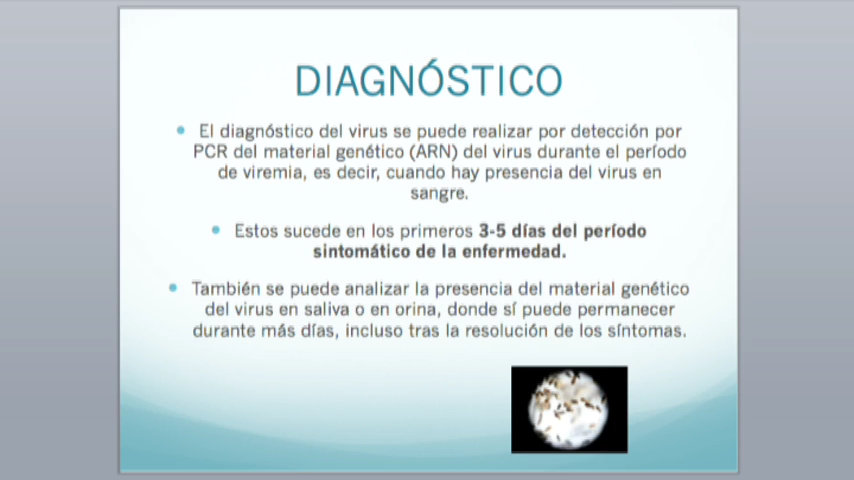 DIAGNÓSTICO
El diagnóstico del virus se puede realizar por detección por
PCR del material genético (ARN) del virus durante el período
de viremia, es decir, cuando hay presencia del virus en
sangre.
Estos sucede en los primeros 3-5 días del período
sintomático de la enfermedad.
También se puede analizar la presencia del material genético
del virus en saliva o en orina, donde sí puede permanecer
durante más días, incluso tras la resolución de los síntomas.